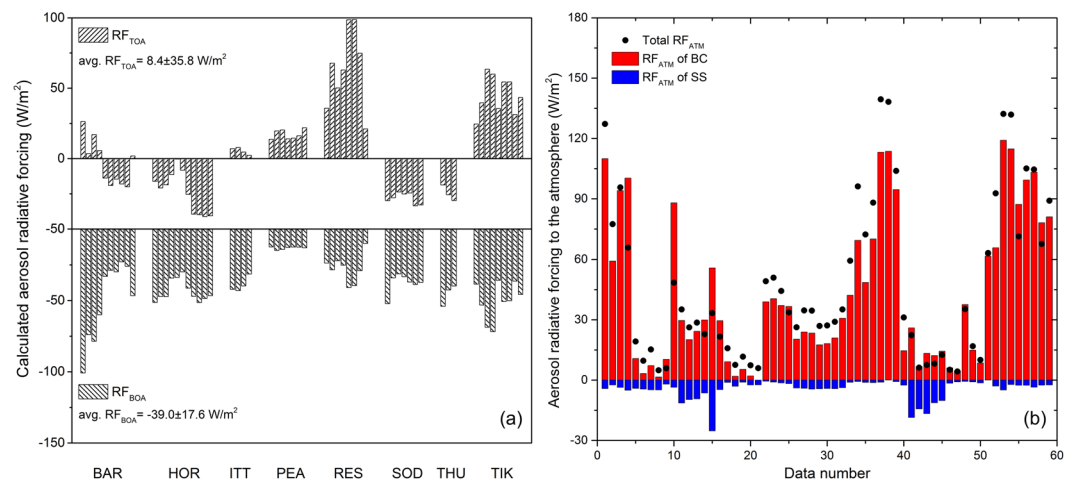 Calculated aerosol radiative forcing (W/m²)
100
50
0
-50
-50
-100
-150
RF_TOA
avg. RF_TOA= 8.4±35.8 W/m²
RF_BOA
avg. RF_BOA= -39.0±17.6 W/m²
(a)
BAR HOR ITT PEA RES SOD THU TIK
Aerosol radiative forcing to the atmosphere (W/m²)
180
150
120
90
60
30
0
-30
Total RF_ATM
RF_ATM of BC
RF_ATM of SS
(b)
0 10 20 30 40 50 60
Data number